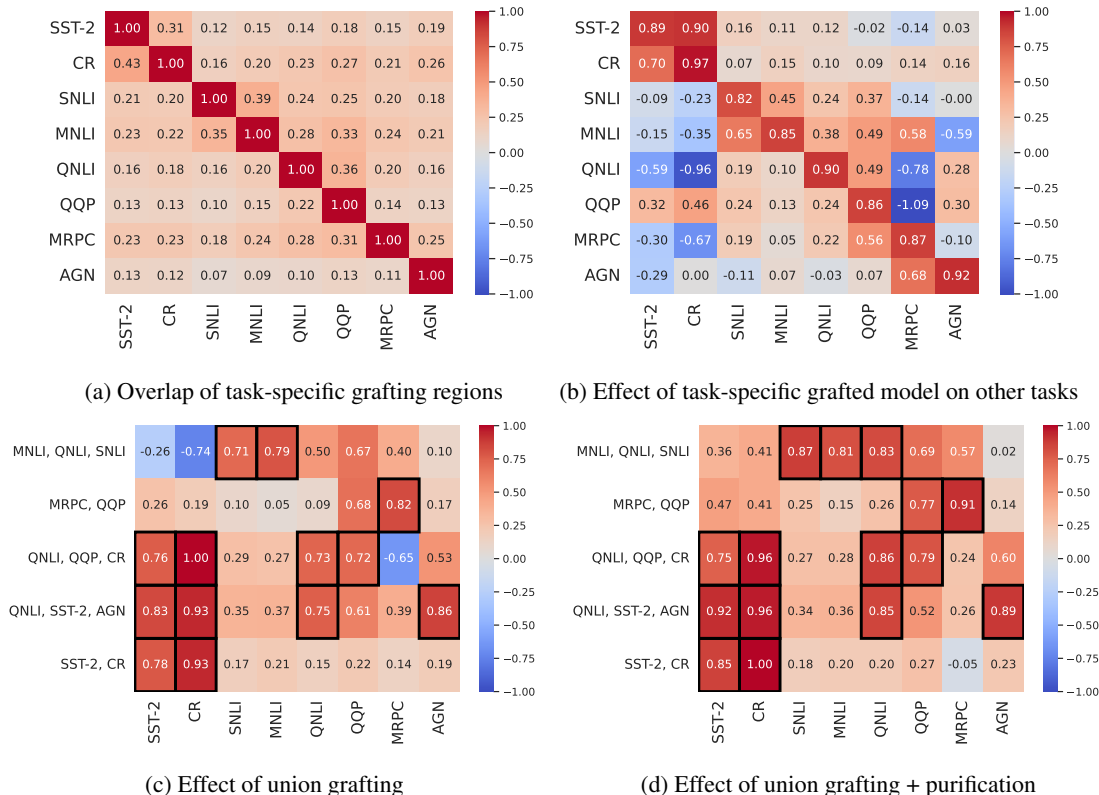 SST-2 1.00 0.31 0.12 0.15 0.14 0.18 0.15 0.19
CR 0.43 1.00 0.16 0.20 0.23 0.27 0.21 0.26
SNLI 0.21 0.20 1.00 0.39 0.24 0.25 0.20 0.18
MNLI 0.23 0.22 0.35 1.00 0.28 0.33 0.24 0.21
QNLI 0.16 0.18 0.16 0.20 1.00 0.36 0.20 0.16
QQP 0.13 0.13 0.10 0.15 0.22 1.00 0.14 0.13
MRPC 0.23 0.23 0.18 0.24 0.28 0.31 1.00 0.25
AGN 0.13 0.12 0.07 0.09 0.10 0.13 0.11 1.00
SST-2 CR SNLI MNLI QNLI QQP MRPC AGN
1.00
0.75
0.50
0.25
0.00
−0.25
−0.50
−0.75
−1.00
(a) Overlap of task-specific grafting regions
SST-2 0.89 0.90 0.16 0.11 0.12 -0.02 -0.14 0.03
CR 0.70 0.97 0.07 0.15 0.10 0.09 0.14 0.16
SNLI -0.09 -0.23 0.82 0.45 0.24 0.37 -0.14 -0.00
MNLI -0.15 -0.35 0.65 0.85 0.38 0.49 0.58 -0.59
QNLI -0.59 -0.96 0.19 0.10 0.90 0.49 -0.78 0.28
QQP 0.32 0.46 0.24 0.13 0.24 0.86 -1.09 0.30
MRPC -0.30 -0.67 0.19 0.05 0.22 0.56 0.87 -0.10
AGN -0.29 0.00 -0.11 0.07 -0.03 0.07 0.68 0.92
SST-2 CR SNLI MNLI QNLI QQP MRPC AGN
1.00
0.75
0.50
0.25
0.00
−0.25
−0.50
−0.75
−1.00
(b) Effect of task-specific grafted model on other tasks
MNLI, QNLI, SNLI -0.26 -0.74 0.71 0.79 0.50 0.67 0.40 0.10
MRPC, QQP 0.26 0.19 0.10 0.05 0.09 0.68 0.82 0.17
QNLI, QQP, CR 0.76 1.00 0.29 0.27 0.73 0.72 -0.65 0.53
QNLI, SST-2, AGN 0.83 0.93 0.35 0.37 0.75 0.61 0.39 0.86
SST-2, CR 0.78 0.93 0.17 0.21 0.15 0.22 0.14 0.19
SST-2 CR SNLI MNLI QNLI QQP MRPC AGN
1.00
0.75
0.50
0.25
0.00
−0.25
−0.50
−0.75
−1.00
(c) Effect of union grafting
MNLI, QNLI, SNLI 0.36 0.41 0.87 0.81 0.83 0.69 0.57 0.02
MRPC, QQP 0.47 0.41 0.25 0.15 0.26 0.77 0.91 0.14
QNLI, QQP, CR 0.75 0.96 0.27 0.28 0.86 0.79 0.24 0.60
QNLI, SST-2, AGN 0.92 0.96 0.34 0.36 0.85 0.52 0.26 0.89
SST-2, CR 0.85 1.00 0.18 0.20 0.20 0.27 -0.05 0.23
SST-2 CR SNLI MNLI QNLI QQP MRPC AGN
1.00
0.75
0.50
0.25
0.00
−0.25
−0.50
−0.75
−1.00
(d) Effect of union grafting + purification